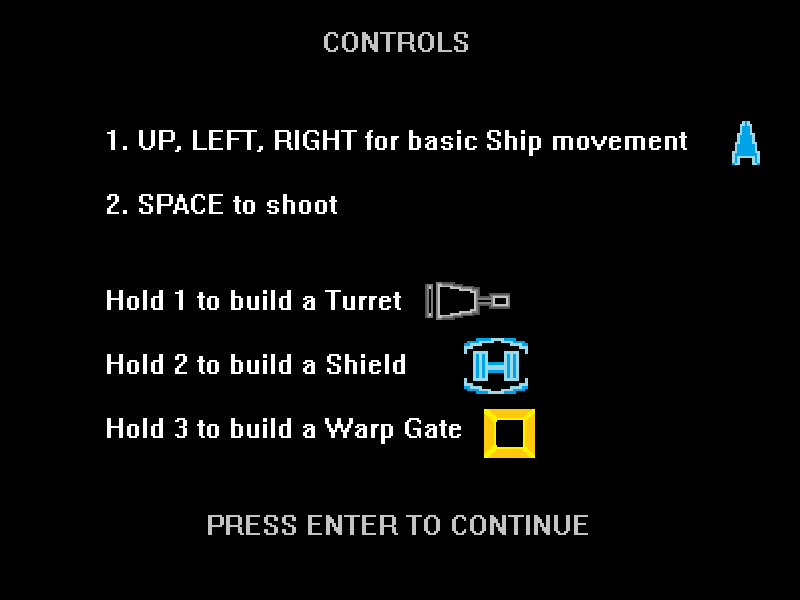 CONTROLS
1. UP, LEFT, RIGHT for basic Ship movement
2. SPACE to shoot
Hold 1 to build a Turret
Hold 2 to build a Shield
Hold 3 to build a Warp Gate
PRESS ENTER TO CONTINUE